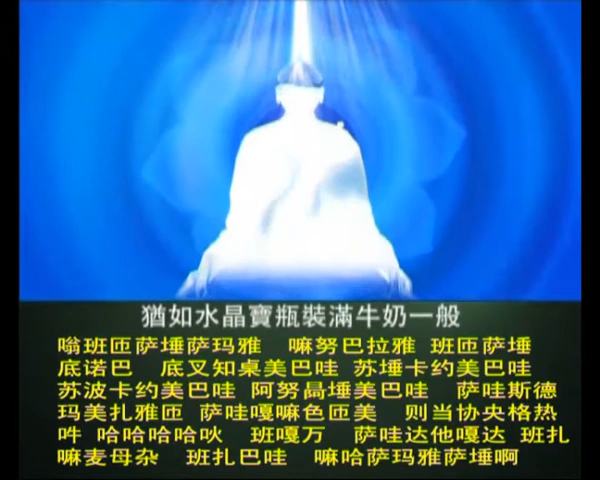 猶如水晶寶瓶裝滿牛奶一般
嗡班匝萨埵萨玛雅 嘛努巴拉雅 班匝萨埵
底诺巴 底叉知桌美巴哇 苏埵卡约美巴哇
苏波卡约美巴哇 阿努晑埵美巴哇 萨哇斯德
玛美扎雅匝 萨哇嘎嘛色匝美 则当协央格热
吽 哈哈哈哈吙 班嘎万 萨哇达他嘎达 班扎
嘛麦母杂 班扎巴哇 嘛哈萨玛雅萨埵啊